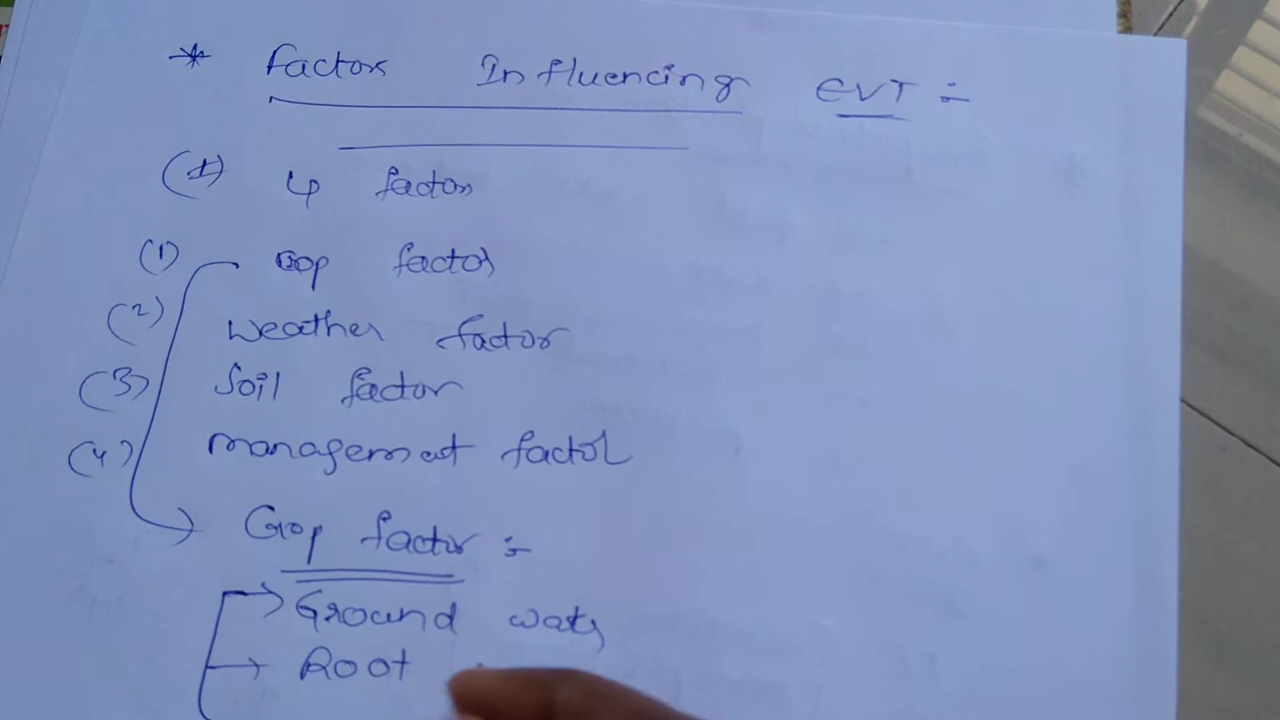 * Factors Influencing EVT :-
(1) 4 factors
(1) Crop factor
(2) Weather factor
(3) Soil factor
(4) management factor
Crop factor :-
Ground water
Root